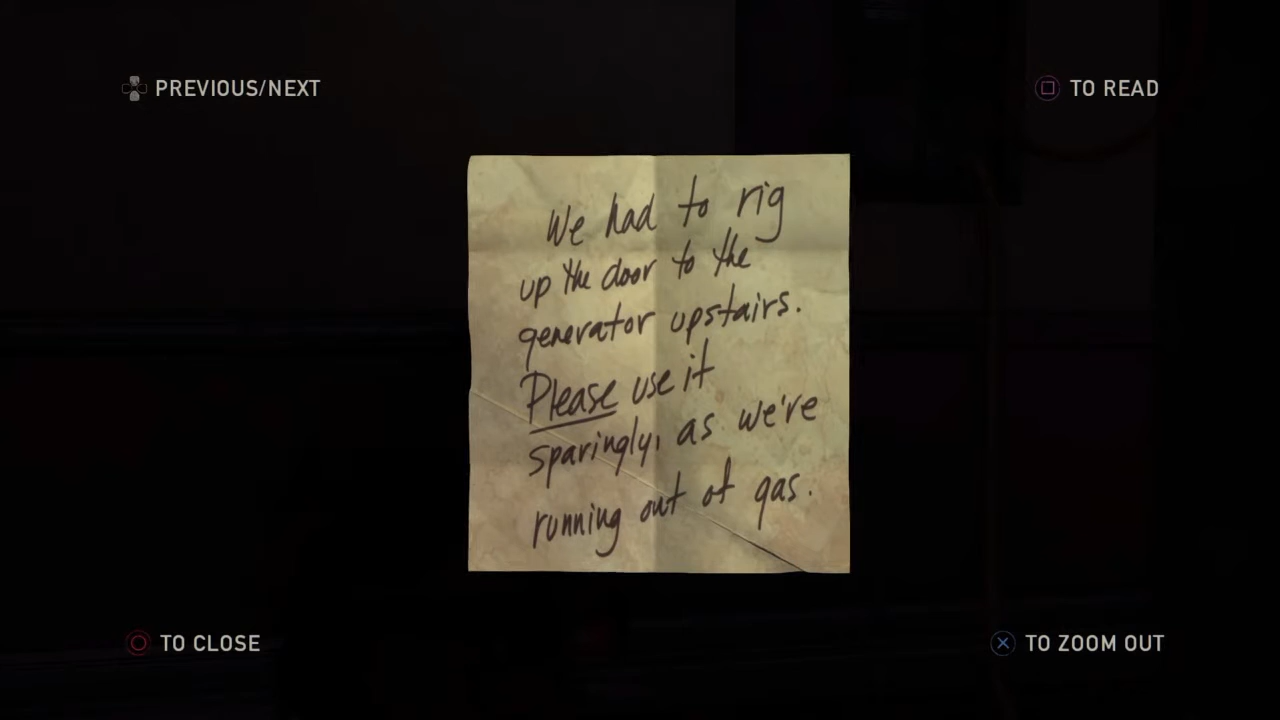 PREVIOUS/NEXT
TO READ
We had to rig
up the door to the
generator upstairs.
Please use it
sparingly, as we're
running out of gas.
TO CLOSE
TO ZOOM OUT